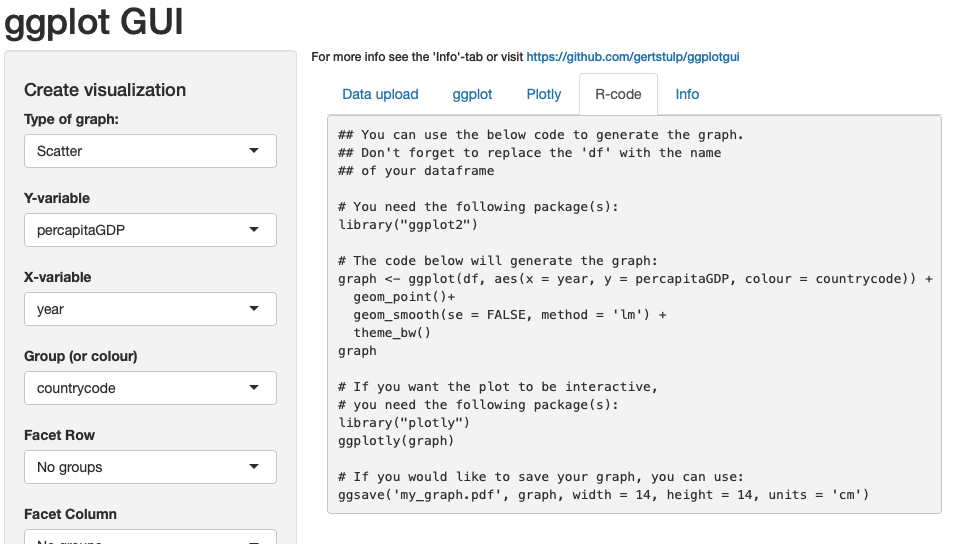 ggplot GUI
For more info see the 'Info'-tab or visit https://github.com/gertstulp/ggplotgui
Create visualization
Type of graph:
Scatter
Y-variable
percapitaGDP
X-variable
year
Group (or colour)
countrycode
Facet Row
No groups
Facet Column
No groups
Data upload
ggplot
Plotly
R-code
Info
## You can use the below code to generate the graph.
## Don't forget to replace the 'df' with the name
## of your dataframe
# You need the following package(s):
library("ggplot2")
# The code below will generate the graph:
graph <- ggplot(df, aes(x = year, y = percapitaGDP, colour = countrycode)) +
  geom_point()+
  geom_smooth(se = FALSE, method = 'lm') +
  theme_bw()
graph
# If you want the plot to be interactive,
# you need the following package(s):
library("plotly")
ggplotly(graph)
# If you would like to save your graph, you can use:
ggsave('my_graph.pdf', graph, width = 14, height = 14, units = 'cm')